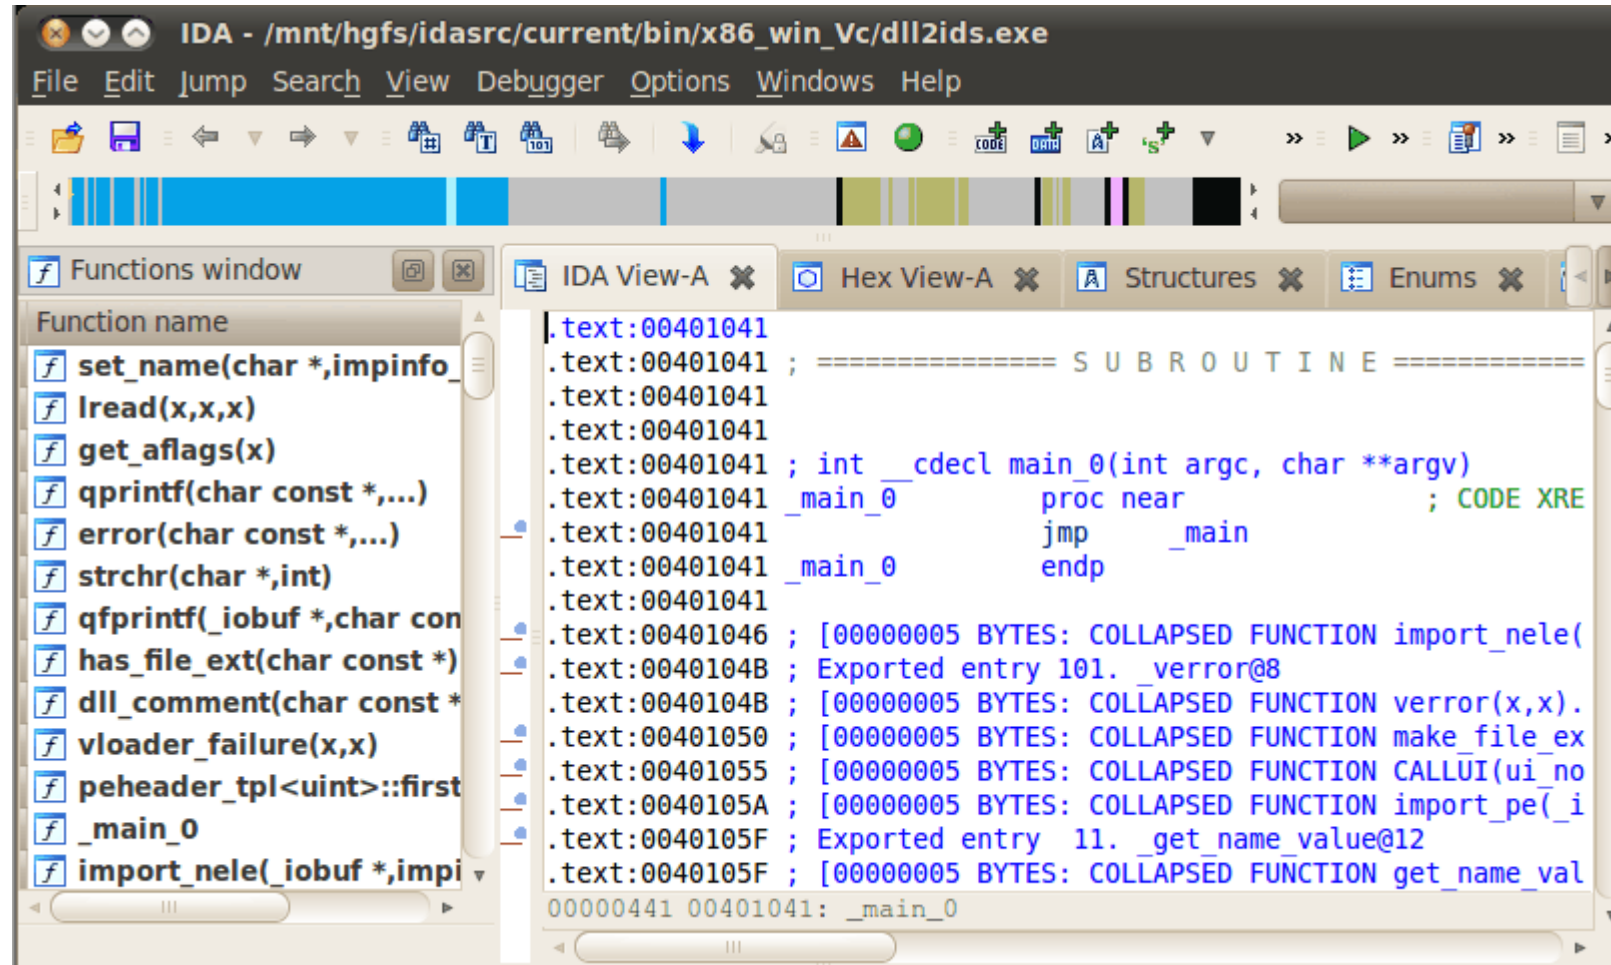 IDA - /mnt/hgfs/idasrc/current/bin/x86_win_Vc/dll2ids.exe
File Edit Jump Search View Debugger Options Windows Help
Functions window
IDA View-A Hex View-A Structures Enums
Function name
set_name(char *,impinfo_
lread(x,x,x)
get_aflags(x)
qprintf(char const *,...)
error(char const *,...)
strchr(char *,int)
qfprintf(_iobuf *,char con
has_file_ext(char const *)
dll_comment(char const *
vloader_failure(x,x)
peheader_tpl<uint>::first
_main_0
import_nele(_iobuf *,impi
.text:00401041
.text:00401041 ; =============== S U B R O U T I N E ============
.text:00401041
.text:00401041
.text:00401041 ; int __cdecl main_0(int argc, char **argv)
.text:00401041 _main_0 proc near ; CODE XRE
.text:00401041 jmp _main
.text:00401041 _main_0 endp
.text:00401041
.text:00401046 ; [00000005 BYTES: COLLAPSED FUNCTION import_nele(
.text:0040104B ; Exported entry 101. _verror@8
.text:0040104B ; [00000005 BYTES: COLLAPSED FUNCTION verror(x,x).
.text:00401050 ; [00000005 BYTES: COLLAPSED FUNCTION make_file_ex
.text:00401055 ; [00000005 BYTES: COLLAPSED FUNCTION CALLUI(ui_no
.text:0040105A ; [00000005 BYTES: COLLAPSED FUNCTION import_pe(_i
.text:0040105F ; Exported entry 11. _get_name_value@12
.text:0040105F ; [00000005 BYTES: COLLAPSED FUNCTION get_name_val
00000441 00401041: _main_0